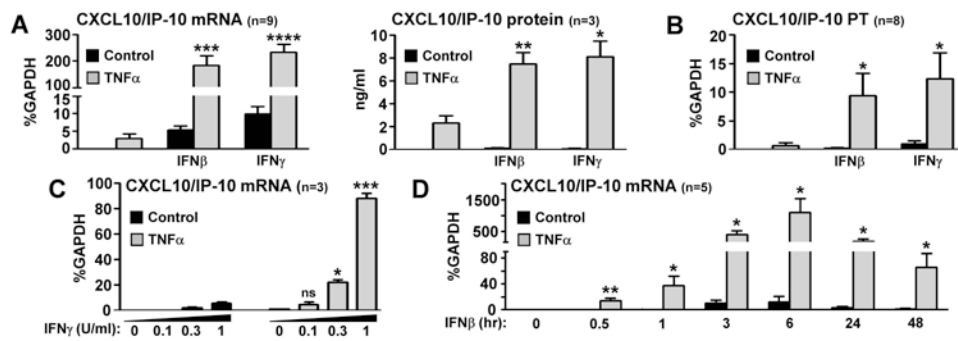 A
CXCL10/IP-10 mRNA (n=9)
%GAPDH
300
200
100
15
10
5
0
Control
TNFα
***
****
IFNβ
IFNγ
CXCL10/IP-10 protein (n=3)
ng/ml
10
8
6
4
2
0
Control
TNFα
**
*
IFNβ
IFNγ
B
CXCL10/IP-10 PT (n=8)
%GAPDH
20
15
10
5
0
Control
TNFα
*
*
IFNβ
IFNγ
C
CXCL10/IP-10 mRNA (n=3)
%GAPDH
100
80
60
40
20
0
Control
TNFα
ns
*
***
IFNγ (U/ml): 0 0.1 0.3 1 0 0.1 0.3 1
D
CXCL10/IP-10 mRNA (n=5)
%GAPDH
1500
500
80
40
0
Control
TNFα
**
*
*
*
*
*
IFNβ (hr): 0 0.5 1 3 6 24 48